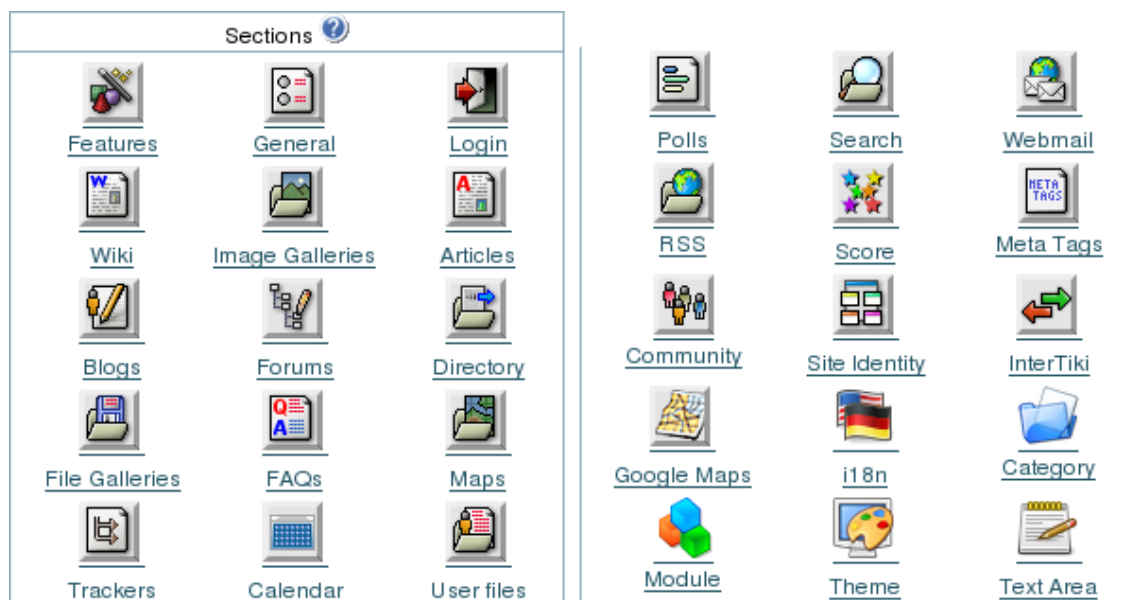 Sections ?
Features General Login
W A
Wiki Image Galleries Articles
Blogs Forums Directory
Q
A
File Galleries FAQs Maps
Trackers Calendar User files
Polls Search Webmail
META
TAGS
RSS Score Meta Tags
Community Site Identity InterTiki
Google Maps i18n Category
Module Theme Text Area